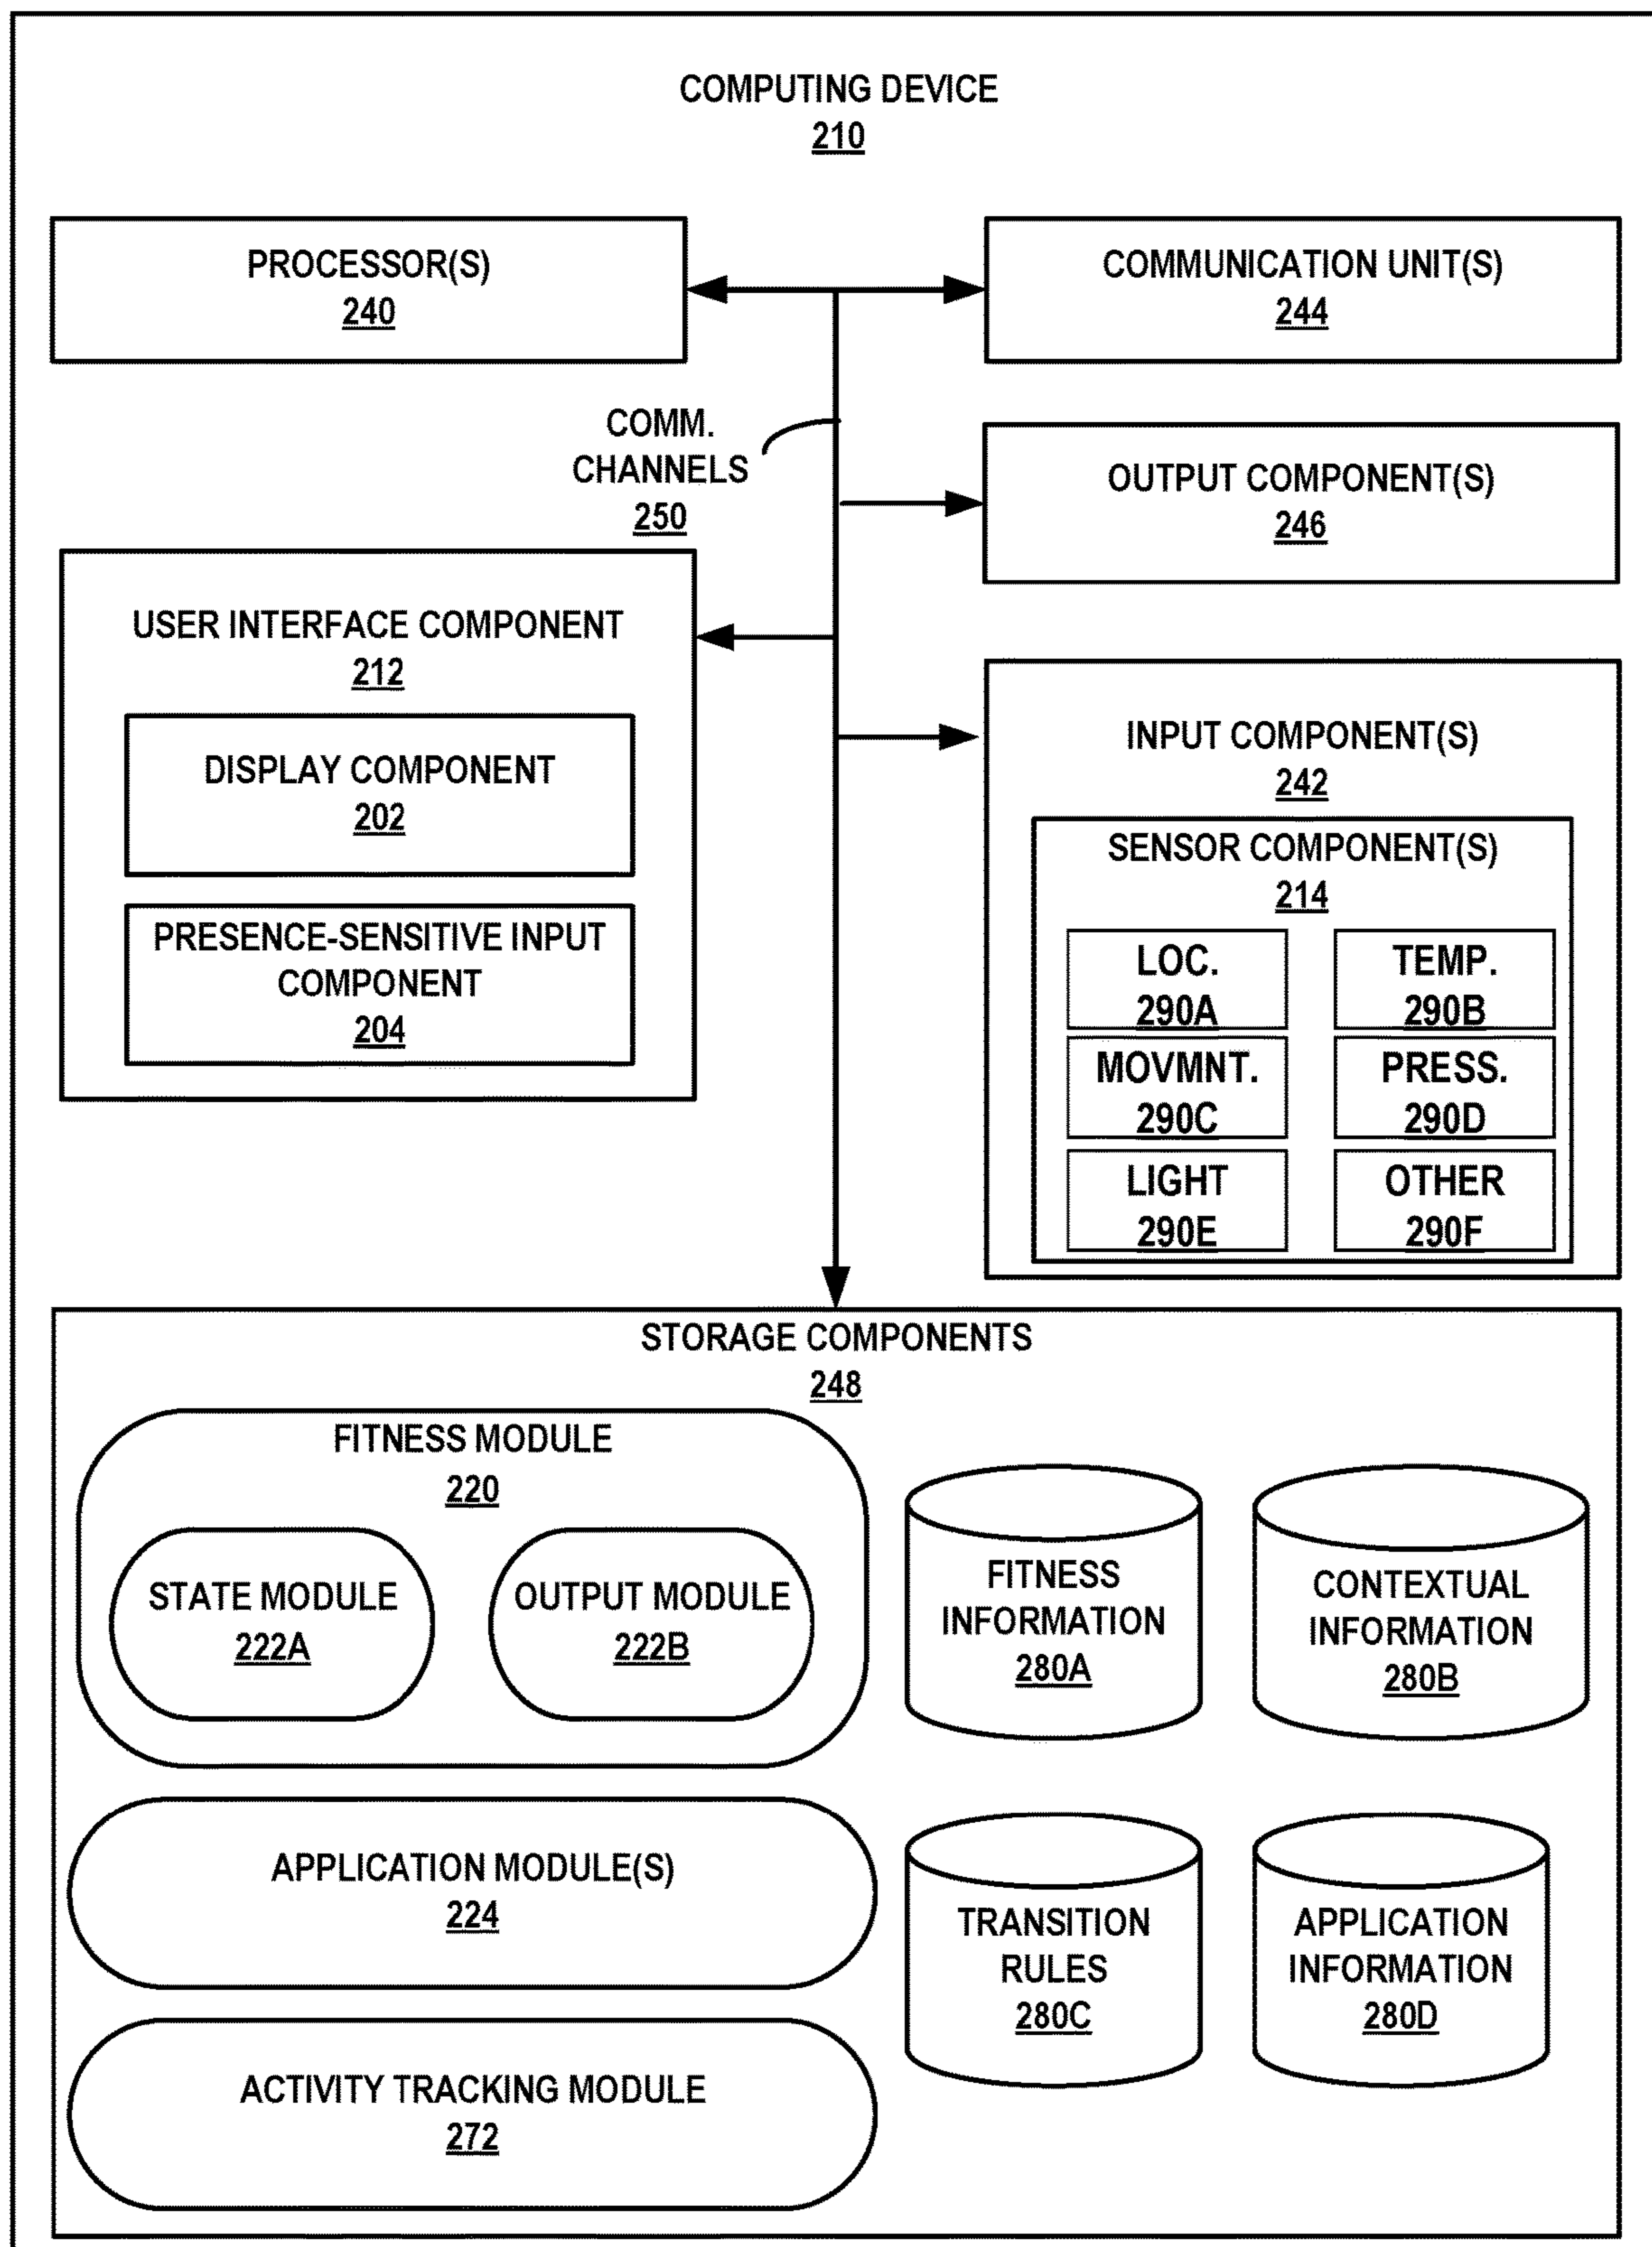 COMPUTING DEVICE
210
PROCESSOR(S)
240
COMMUNICATION UNIT(S)
244
COMM.
CHANNELS
250
OUTPUT COMPONENT(S)
246
USER INTERFACE COMPONENT
212
DISPLAY COMPONENT
202
PRESENCE-SENSITIVE INPUT
COMPONENT
204
INPUT COMPONENT(S)
242
SENSOR COMPONENT(S)
214
LOC.
290A
TEMP.
290B
MOVMNT.
290C
PRESS.
290D
LIGHT
290E
OTHER
290F
STORAGE COMPONENTS
248
FITNESS MODULE
220
STATE MODULE
222A
OUTPUT MODULE
222B
FITNESS
INFORMATION
280A
CONTEXTUAL
INFORMATION
280B
APPLICATION MODULE(S)
224
TRANSITION
RULES
280C
APPLICATION
INFORMATION
280D
ACTIVITY TRACKING MODULE
272